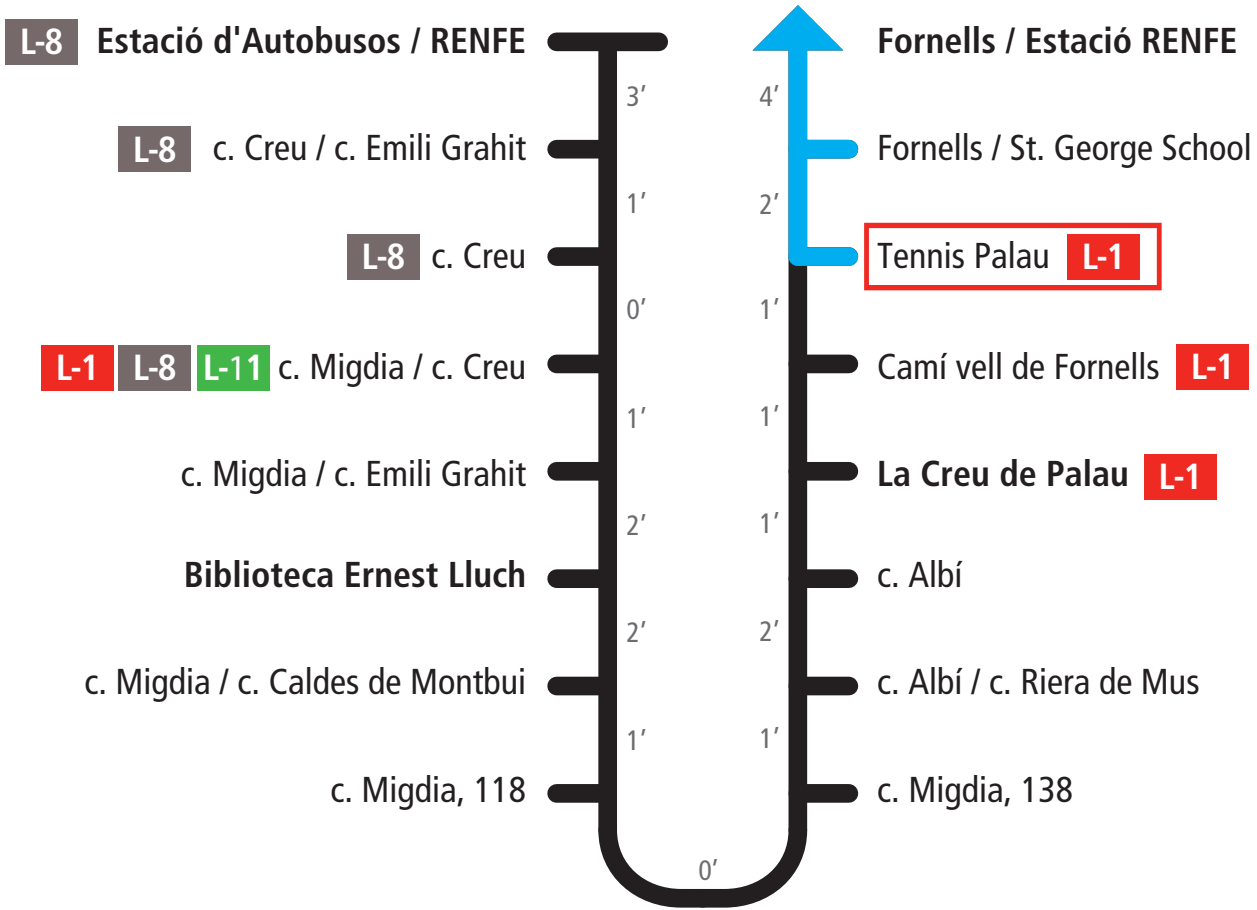 L-8 Estació d'Autobusos / RENFE
3’
L-8 c. Creu / c. Emili Grahit
1’
L-8 c. Creu
0’
L-1 L-8 L-11 c. Migdia / c. Creu
1’
c. Migdia / c. Emili Grahit
2’
Biblioteca Ernest Lluch
2’
c. Migdia / c. Caldes de Montbui
1’
c. Migdia, 118
0’
c. Migdia, 138
1’
c. Albí / c. Riera de Mus
2’
c. Albí
1’
La Creu de Palau L-1
1’
Camí vell de Fornells L-1
1’
Tennis Palau L-1
2’
Fornells / St. George School
4’
Fornells / Estació RENFE